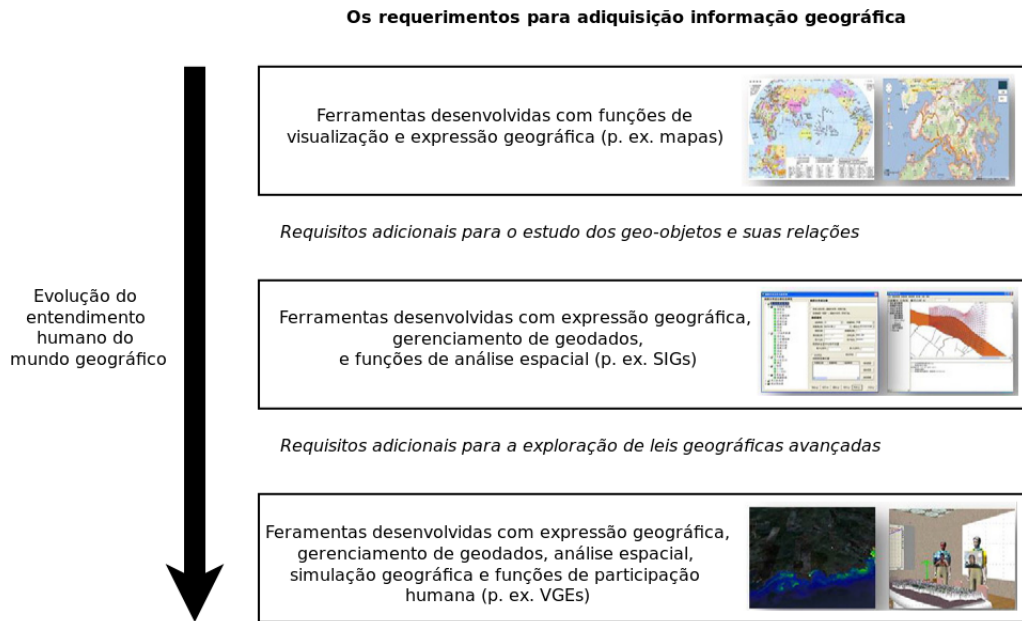 Os requerimentos para adiquisição informação geográfica
Ferramentas desenvolvidas com funções de
visualização e expressão geográfica (p. ex. mapas)
Requisitos adicionais para o estudo dos geo-objetos e suas relações
Evolução do
entendimento
humano do
mundo geográfico
Ferramentas desenvolvidas com expressão geográfica,
gerenciamento de geodados,
e funções de análise espacial (p. ex. SIGs)
Requisitos adicionais para a exploração de leis geográficas avançadas
Feramentas desenvolvidas com expressão geográfica,
gerenciamento de geodados, análise espacial,
simulação geográfica e funções de participação
humana (p. ex. VGEs)